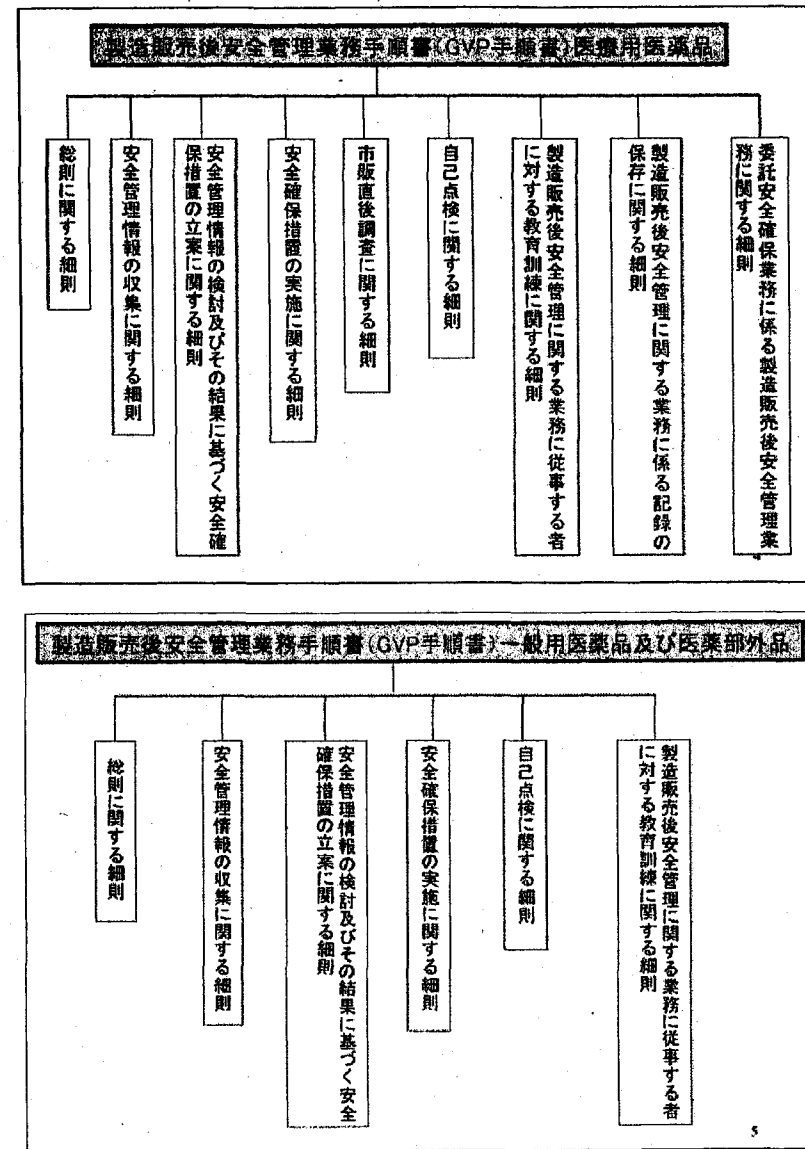 製造販売後安全管理業務手順書(GVP手順書)医療用医薬品
総則に関する細則
安全管理情報の収集に関する細則
安全管理情報の検討及びその結果に基づく安全確
保措置の立案に関する細則
安全確保措置の実施に関する細則
市販直後調査に関する細則
自己点検に関する細則
製造販売後安全管理に関する業務に従事する者
に対する教育訓練に関する細則
製造販売後安全管理に関する業務に係る記録の
保存に関する細則
委託安全確保業務に係る製造販売後安全管理業
務に関する細則
4
製造販売後安全管理業務手順書(GVP手順書)一般用医薬品及び医薬部外品
総則に関する細則
安全管理情報の収集に関する細則
安全管理情報の検討及びその結果に基づく安全
確保措置の立案に関する細則
安全確保措置の実施に関する細則
自己点検に関する細則
製造販売後安全管理に関する業務に従事する者
に対する教育訓練に関する細則
5